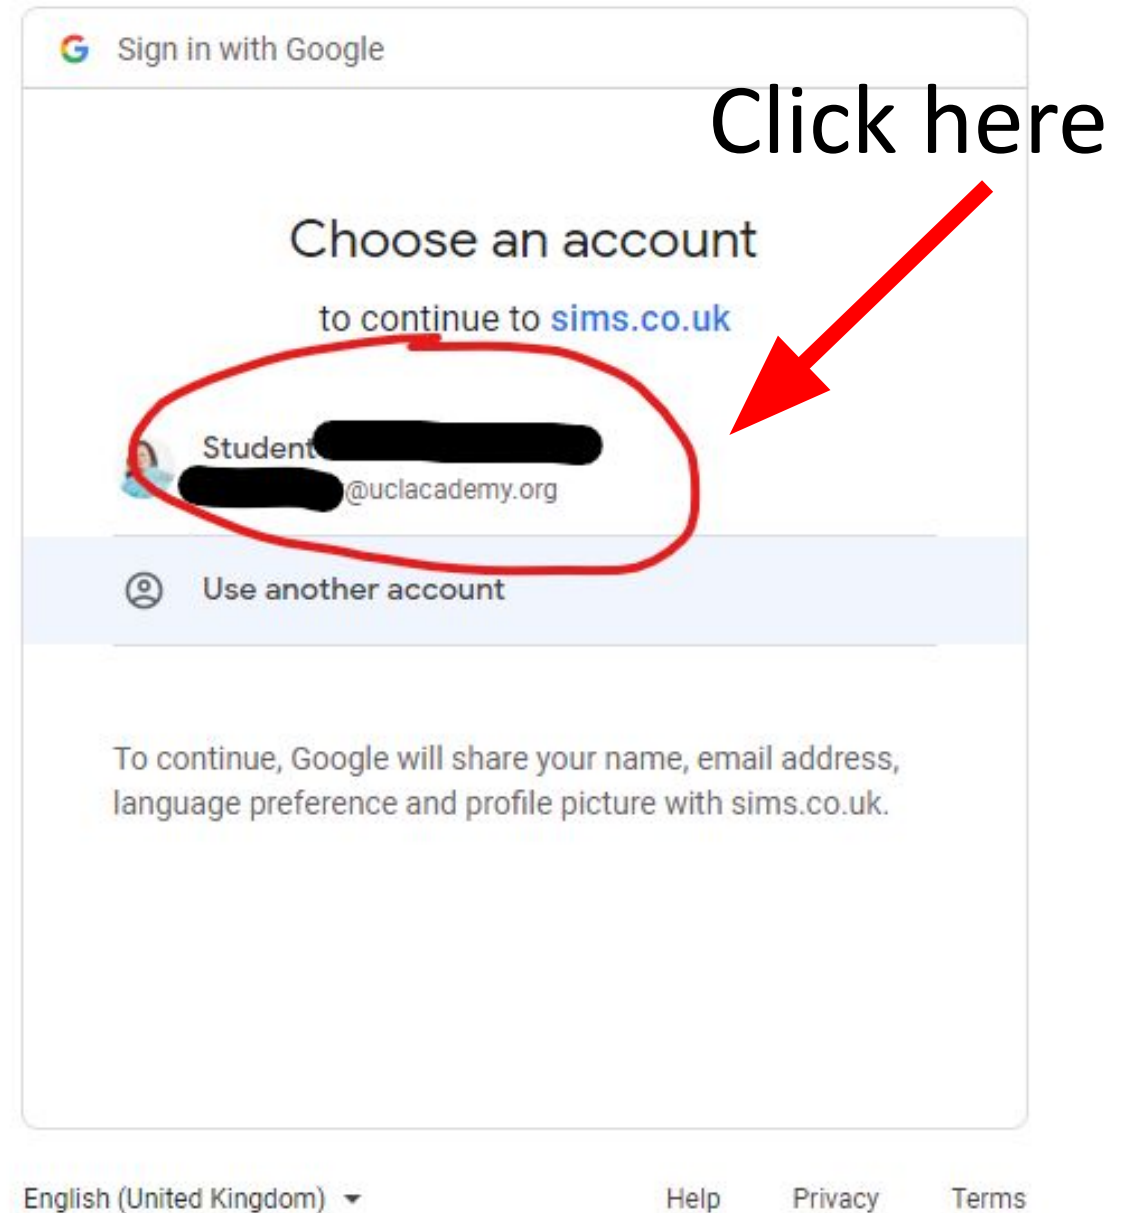 Sign in with Google
Click here
Choose an account
to continue to sims.co.uk
Student
@uclacademy.org
Use another account
To continue, Google will share your name, email address,
language preference and profile picture with sims.co.uk.
English (United Kingdom)
Help Privacy Terms